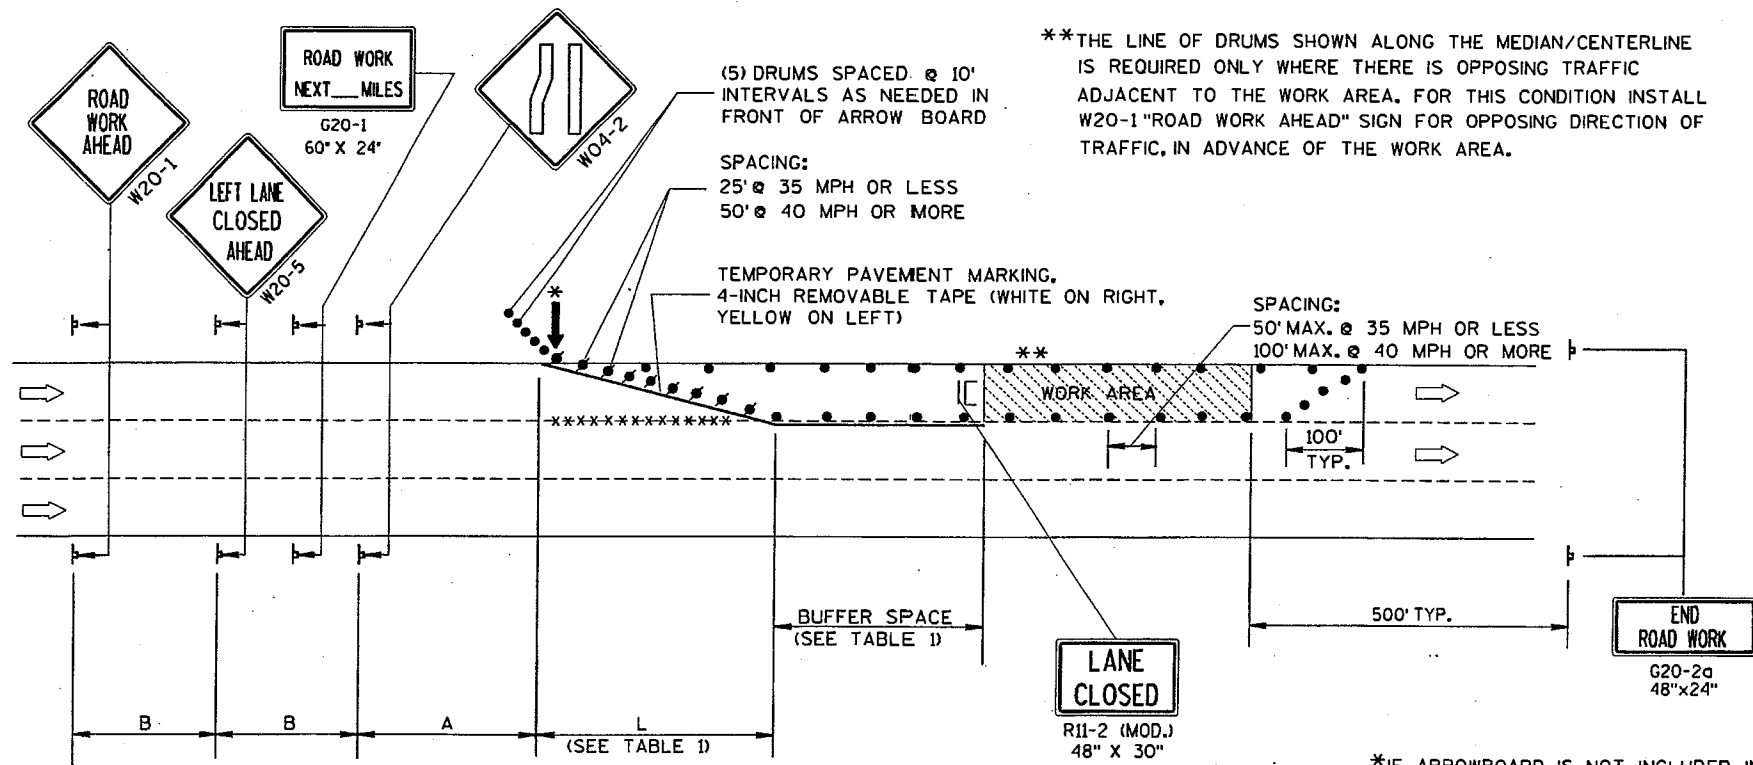 ROAD
WORK
AHEAD
W20-1
LEFT LANE
CLOSED
AHEAD
W20-5
ROAD WORK
NEXT___MILES
G20-1
60" X 24"
W04-2
(5) DRUMS SPACED @ 10'
INTERVALS AS NEEDED IN
FRONT OF ARROW BOARD
SPACING:
25' @ 35 MPH OR LESS
50' @ 40 MPH OR MORE
TEMPORARY PAVEMENT MARKING.
4-INCH REMOVABLE TAPE (WHITE ON RIGHT,
YELLOW ON LEFT)
**THE LINE OF DRUMS SHOWN ALONG THE MEDIAN/CENTERLINE
IS REQUIRED ONLY WHERE THERE IS OPPOSING TRAFFIC
ADJACENT TO THE WORK AREA. FOR THIS CONDITION INSTALL
W20-1 "ROAD WORK AHEAD" SIGN FOR OPPOSING DIRECTION OF
TRAFFIC, IN ADVANCE OF THE WORK AREA.
SPACING:
50' MAX. @ 35 MPH OR LESS
100' MAX. @ 40 MPH OR MORE
*
**
WORK AREA
100'
TYP.
BUFFER SPACE
(SEE TABLE 1)
500' TYP.
LANE
CLOSED
R11-2 (MOD.)
48" X 30"
END
ROAD WORK
G20-2a
48"x24"
B
B
A
L
(SEE TABLE 1)
*IF ARROWBOARD IS NOT INCLUDED IN